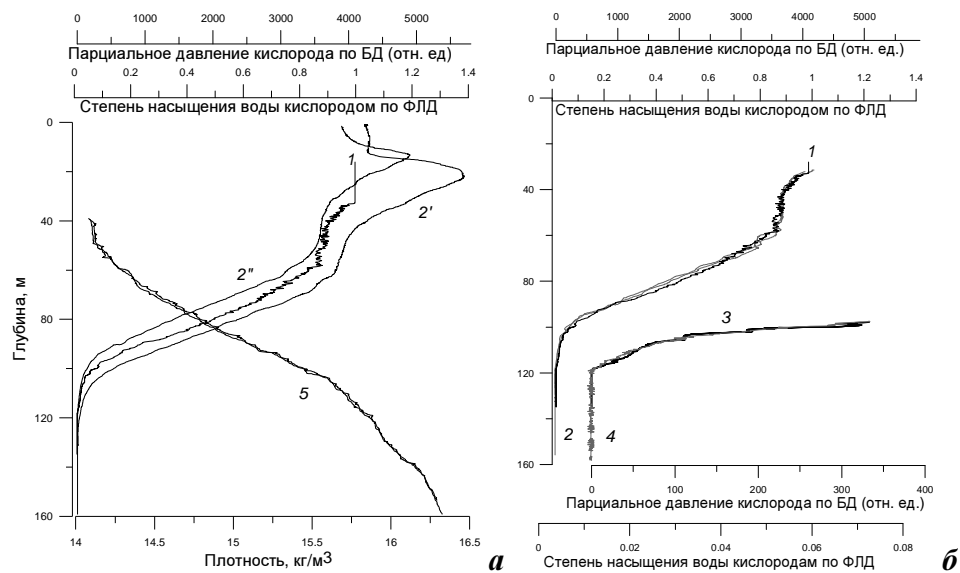 0 1000 2000 3000 4000 5000
Парциальное давление кислорода по БД (отн. ед)
0 0.2 0.4 0.6 0.8 1 1.2 1.4
Степень насыщения воды кислородом по ФЛД
0
40
80
120
160
Глубина, м
1
2'
2"
5
14 14.5 15 15.5 16 16.5
Плотность, кг/м3
а
0 1000 2000 3000 4000 5000
Парциальное давление кислорода по БД (отн. ед.)
0 0.2 0.4 0.6 0.8 1 1.2 1.4
Степень насыщения воды кислородом по ФЛД
0
40
80
120
160
1
3
2 4
0 100 200 300 400
Парциальное давление кислорода по БД (отн. ед.)
0 0.02 0.04 0.06 0.08
Степень насыщения воды кислородам по ФЛД
б